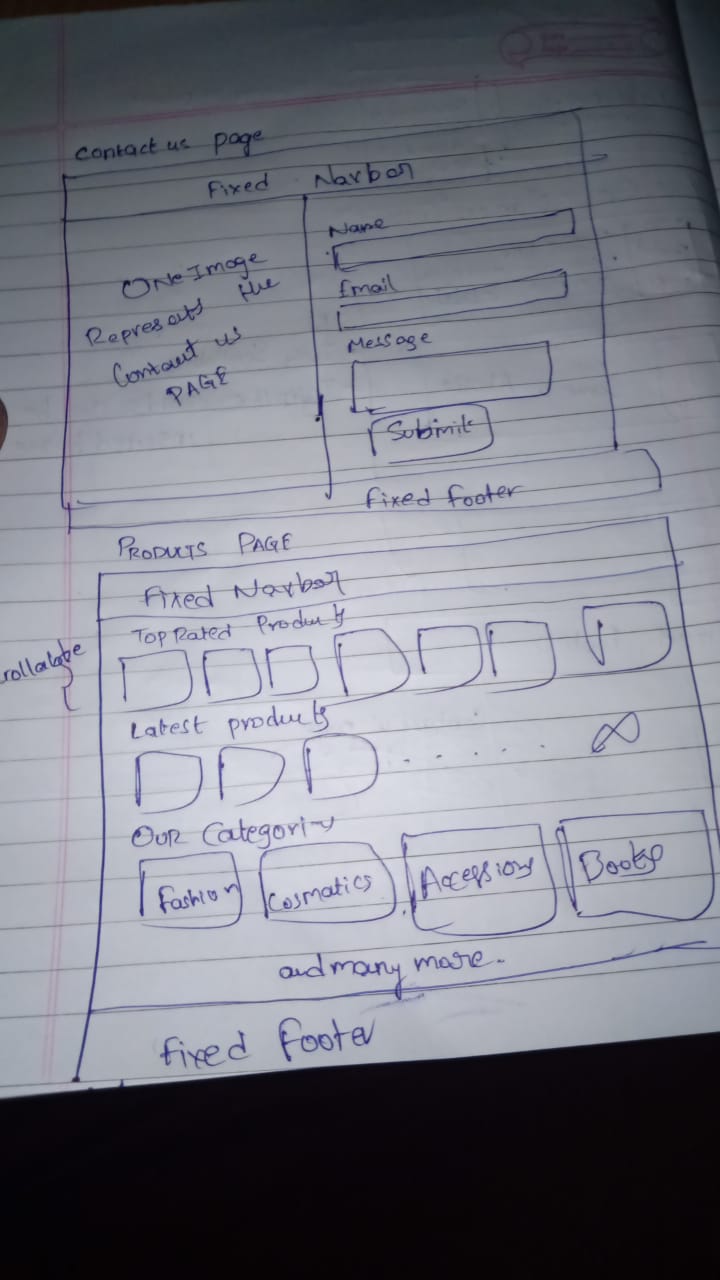 Contact us page
Fixed Navbar
One Image
Represents the
Contact us
PAGE
Name
Email
Message
Submit
fixed footer
PRODUCTS PAGE
Fixed Navbar
Top Rated Products
rollalabe
Latest products
OUR Categoris
Fashion
Cosmatics
Accessiory
Books
and many more.
fixed footer